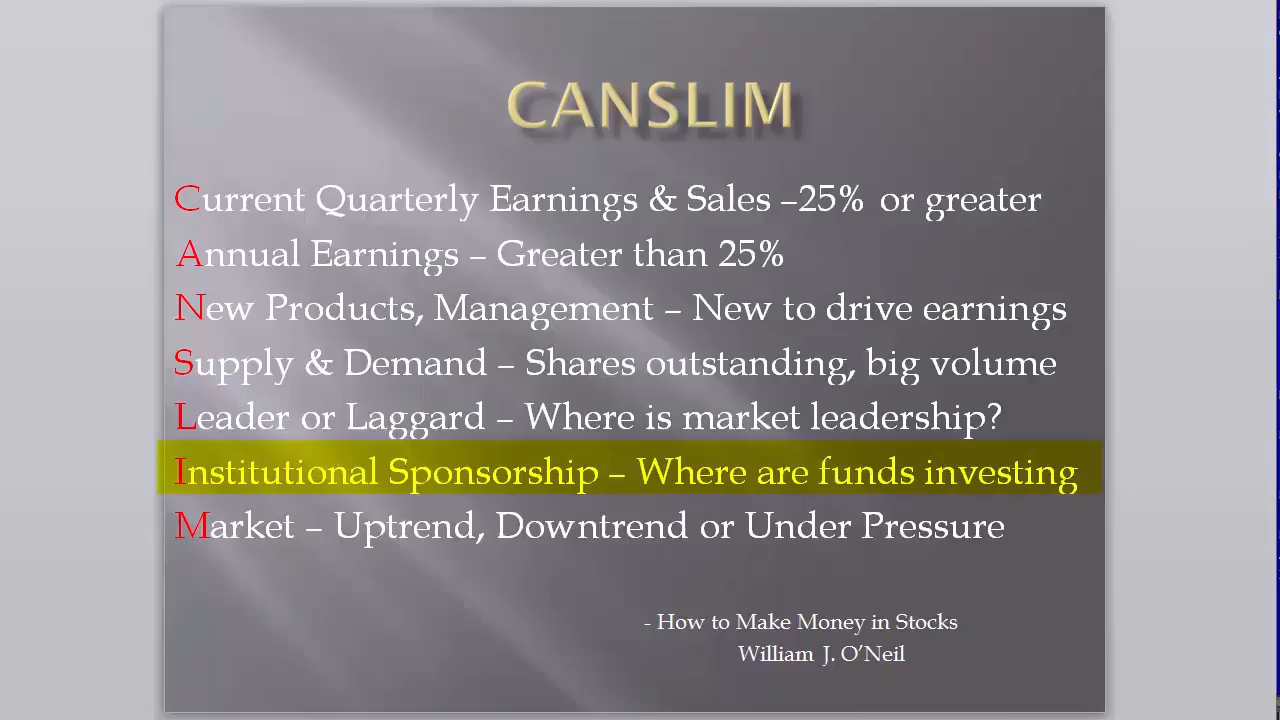 CANSLIM
Current Quarterly Earnings & Sales –25% or greater
Annual Earnings – Greater than 25%
New Products, Management – New to drive earnings
Supply & Demand – Shares outstanding, big volume
Leader or Laggard – Where is market leadership?
Institutional Sponsorship – Where are funds investing
Market – Uptrend, Downtrend or Under Pressure
- How to Make Money in Stocks
William J. O’Neil